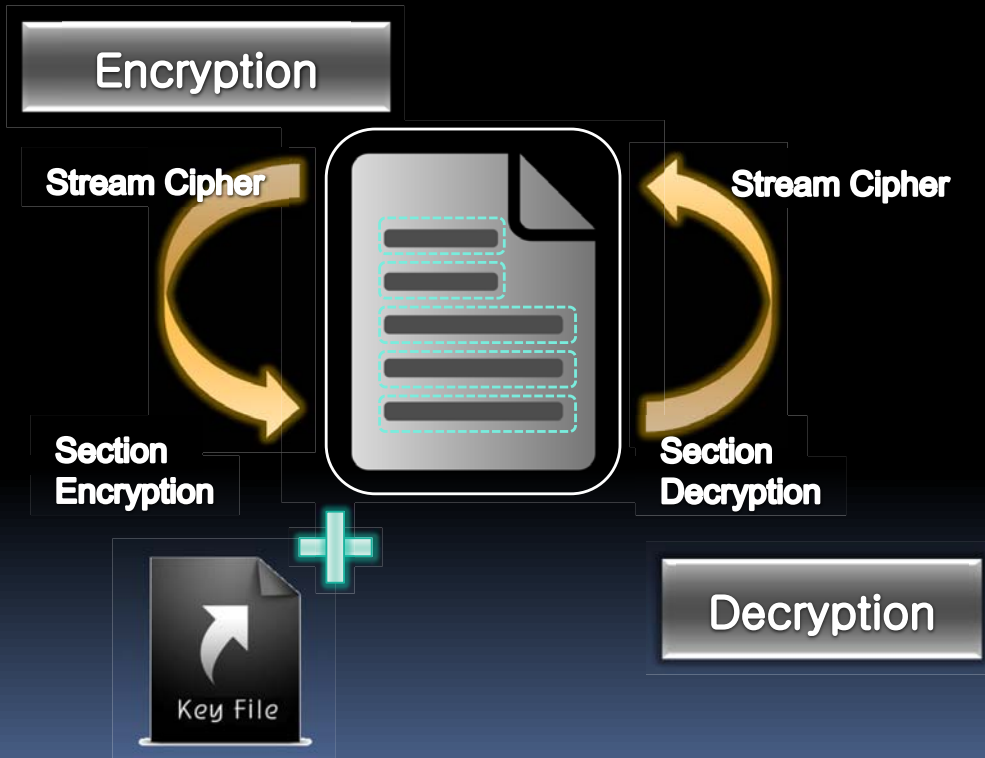 Encryption
Stream Cipher
Stream Cipher
Section
Encryption
Section
Decryption
Key File
Decryption